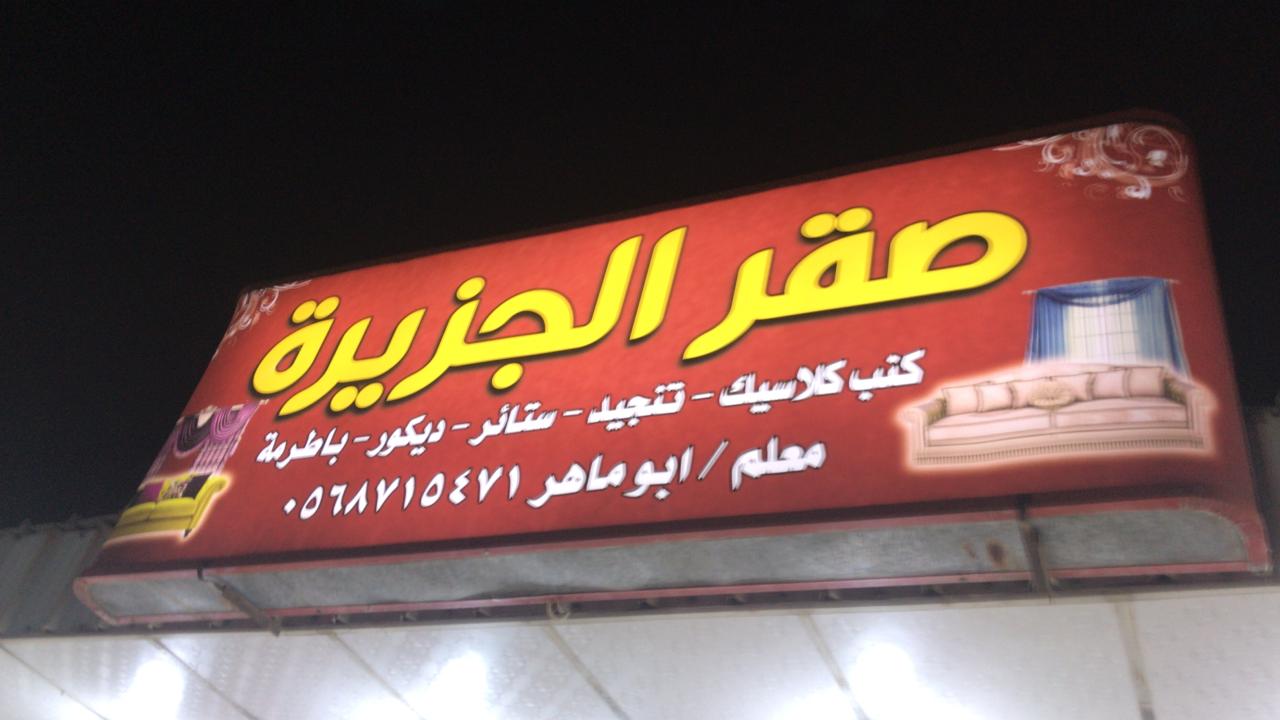 صقر الجزيرة
كنب كلاسيك - تنجيد - ستائر - ديكور - باطرمة
معلم / ابو ماهر ٠٥٦٨٧١٥٤٧١